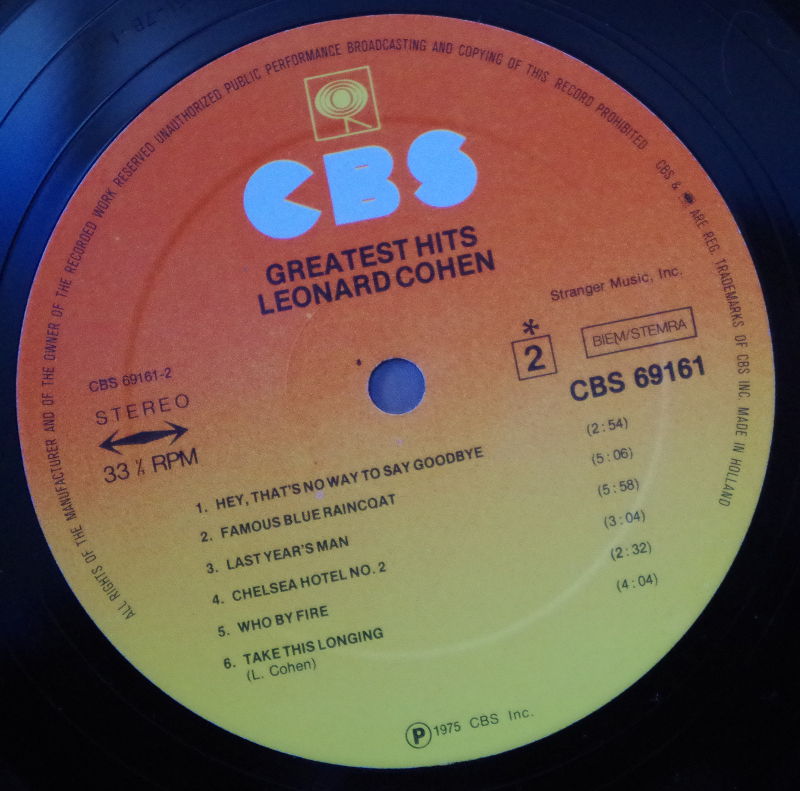 ALL RIGHTS OF THE MANUFACTURER AND OF THE OWNER OF THE RECORDED WORK RESERVED UNAUTHORIZED PUBLIC PERFORMANCE BROADCASTING AND COPYING OF THIS RECORD PROHIBITED
CBS & ARE REG. TRADEMARKS OF CBS INC. MADE IN HOLLAND
CBS
GREATEST HITS
LEONARD COHEN
Stranger Music, Inc.
*
2
BIEM/STEMRA
CBS 69161
CBS 69161-2
STEREO
33 ⅓ RPM
1. HEY, THAT'S NO WAY TO SAY GOODBYE (2:54)
2. FAMOUS BLUE RAINCOAT (5:06)
3. LAST YEAR'S MAN (5:58)
4. CHELSEA HOTEL NO. 2 (3:04)
5. WHO BY FIRE (2:32)
6. TAKE THIS LONGING (4:04)
(L. Cohen)
Ⓟ 1975 CBS Inc.